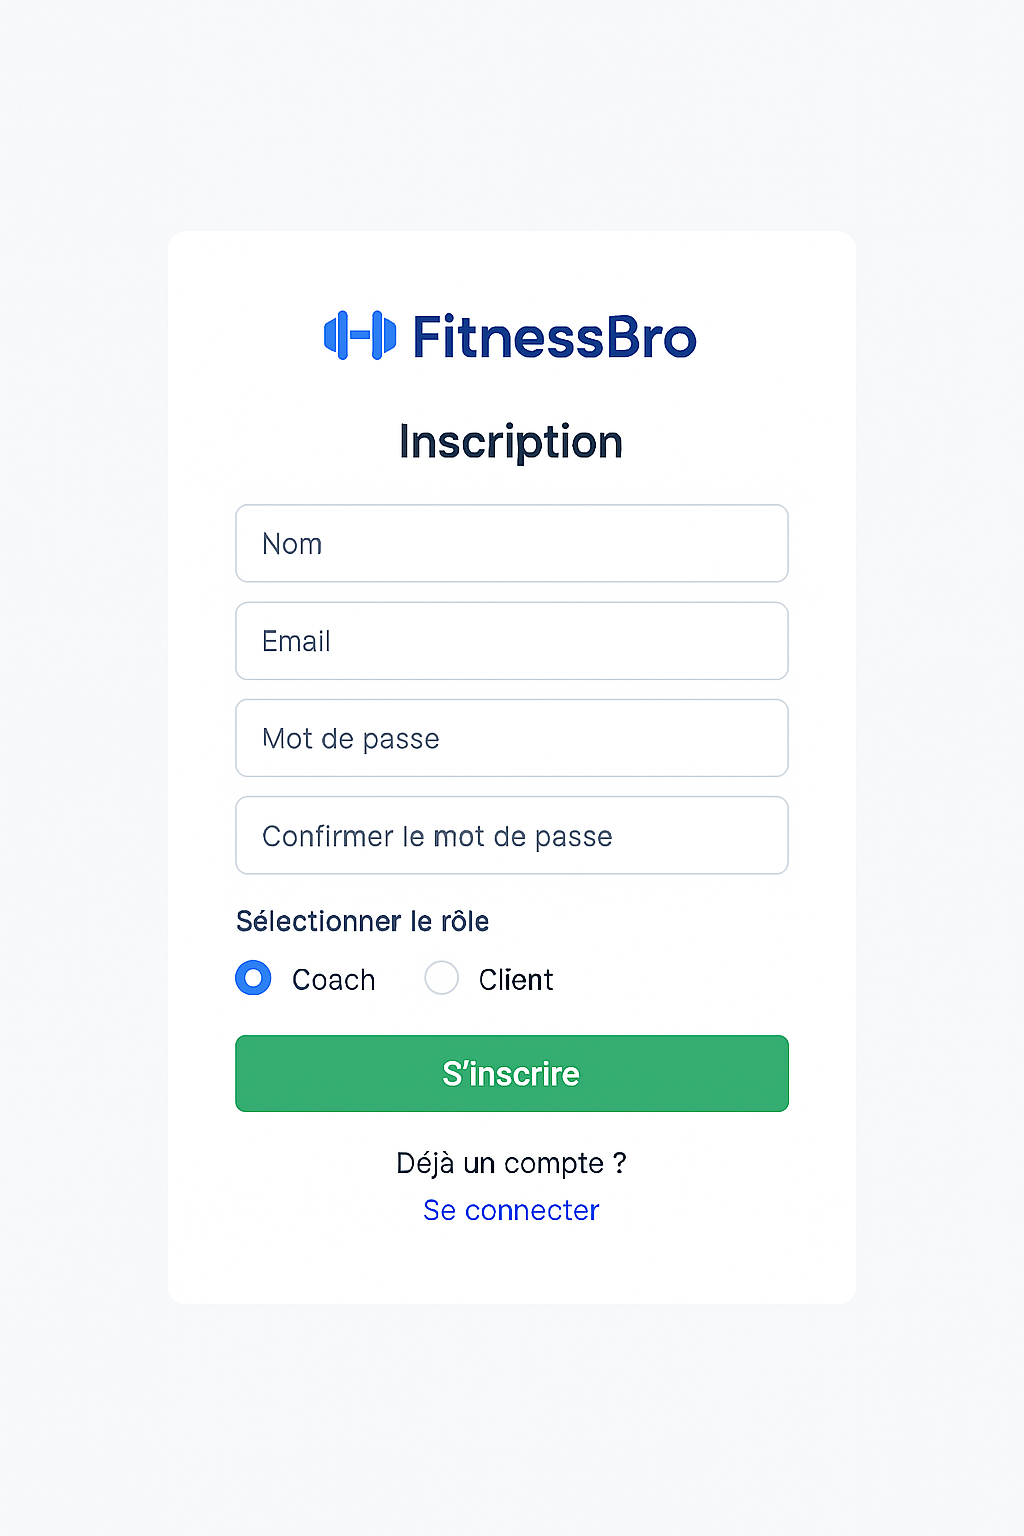 FitnessBro
Inscription
Nom
Email
Mot de passe
Confirmer le mot de passe
Sélectionner le rôle
Coach Client
S’inscrire
Déjà un compte ?
Se connecter